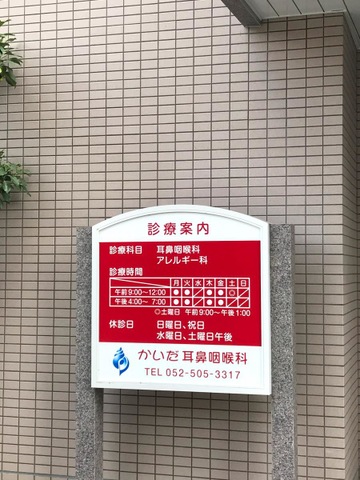 診療案内
診療科目 耳鼻咽喉科
アレルギー科
診療時間
月 火 水 木 金 土 日
午前9:00〜12:00 ● ● ╱ ● ● ○ ╱
午後4:00〜 7:00 ● ● ╱ ● ● ╱ ╱
○土曜日 午前9:00〜午後1:00
休診日 日曜日、祝日
水曜日、土曜日午後
かいだ耳鼻咽喉科
TEL 052-505-3317